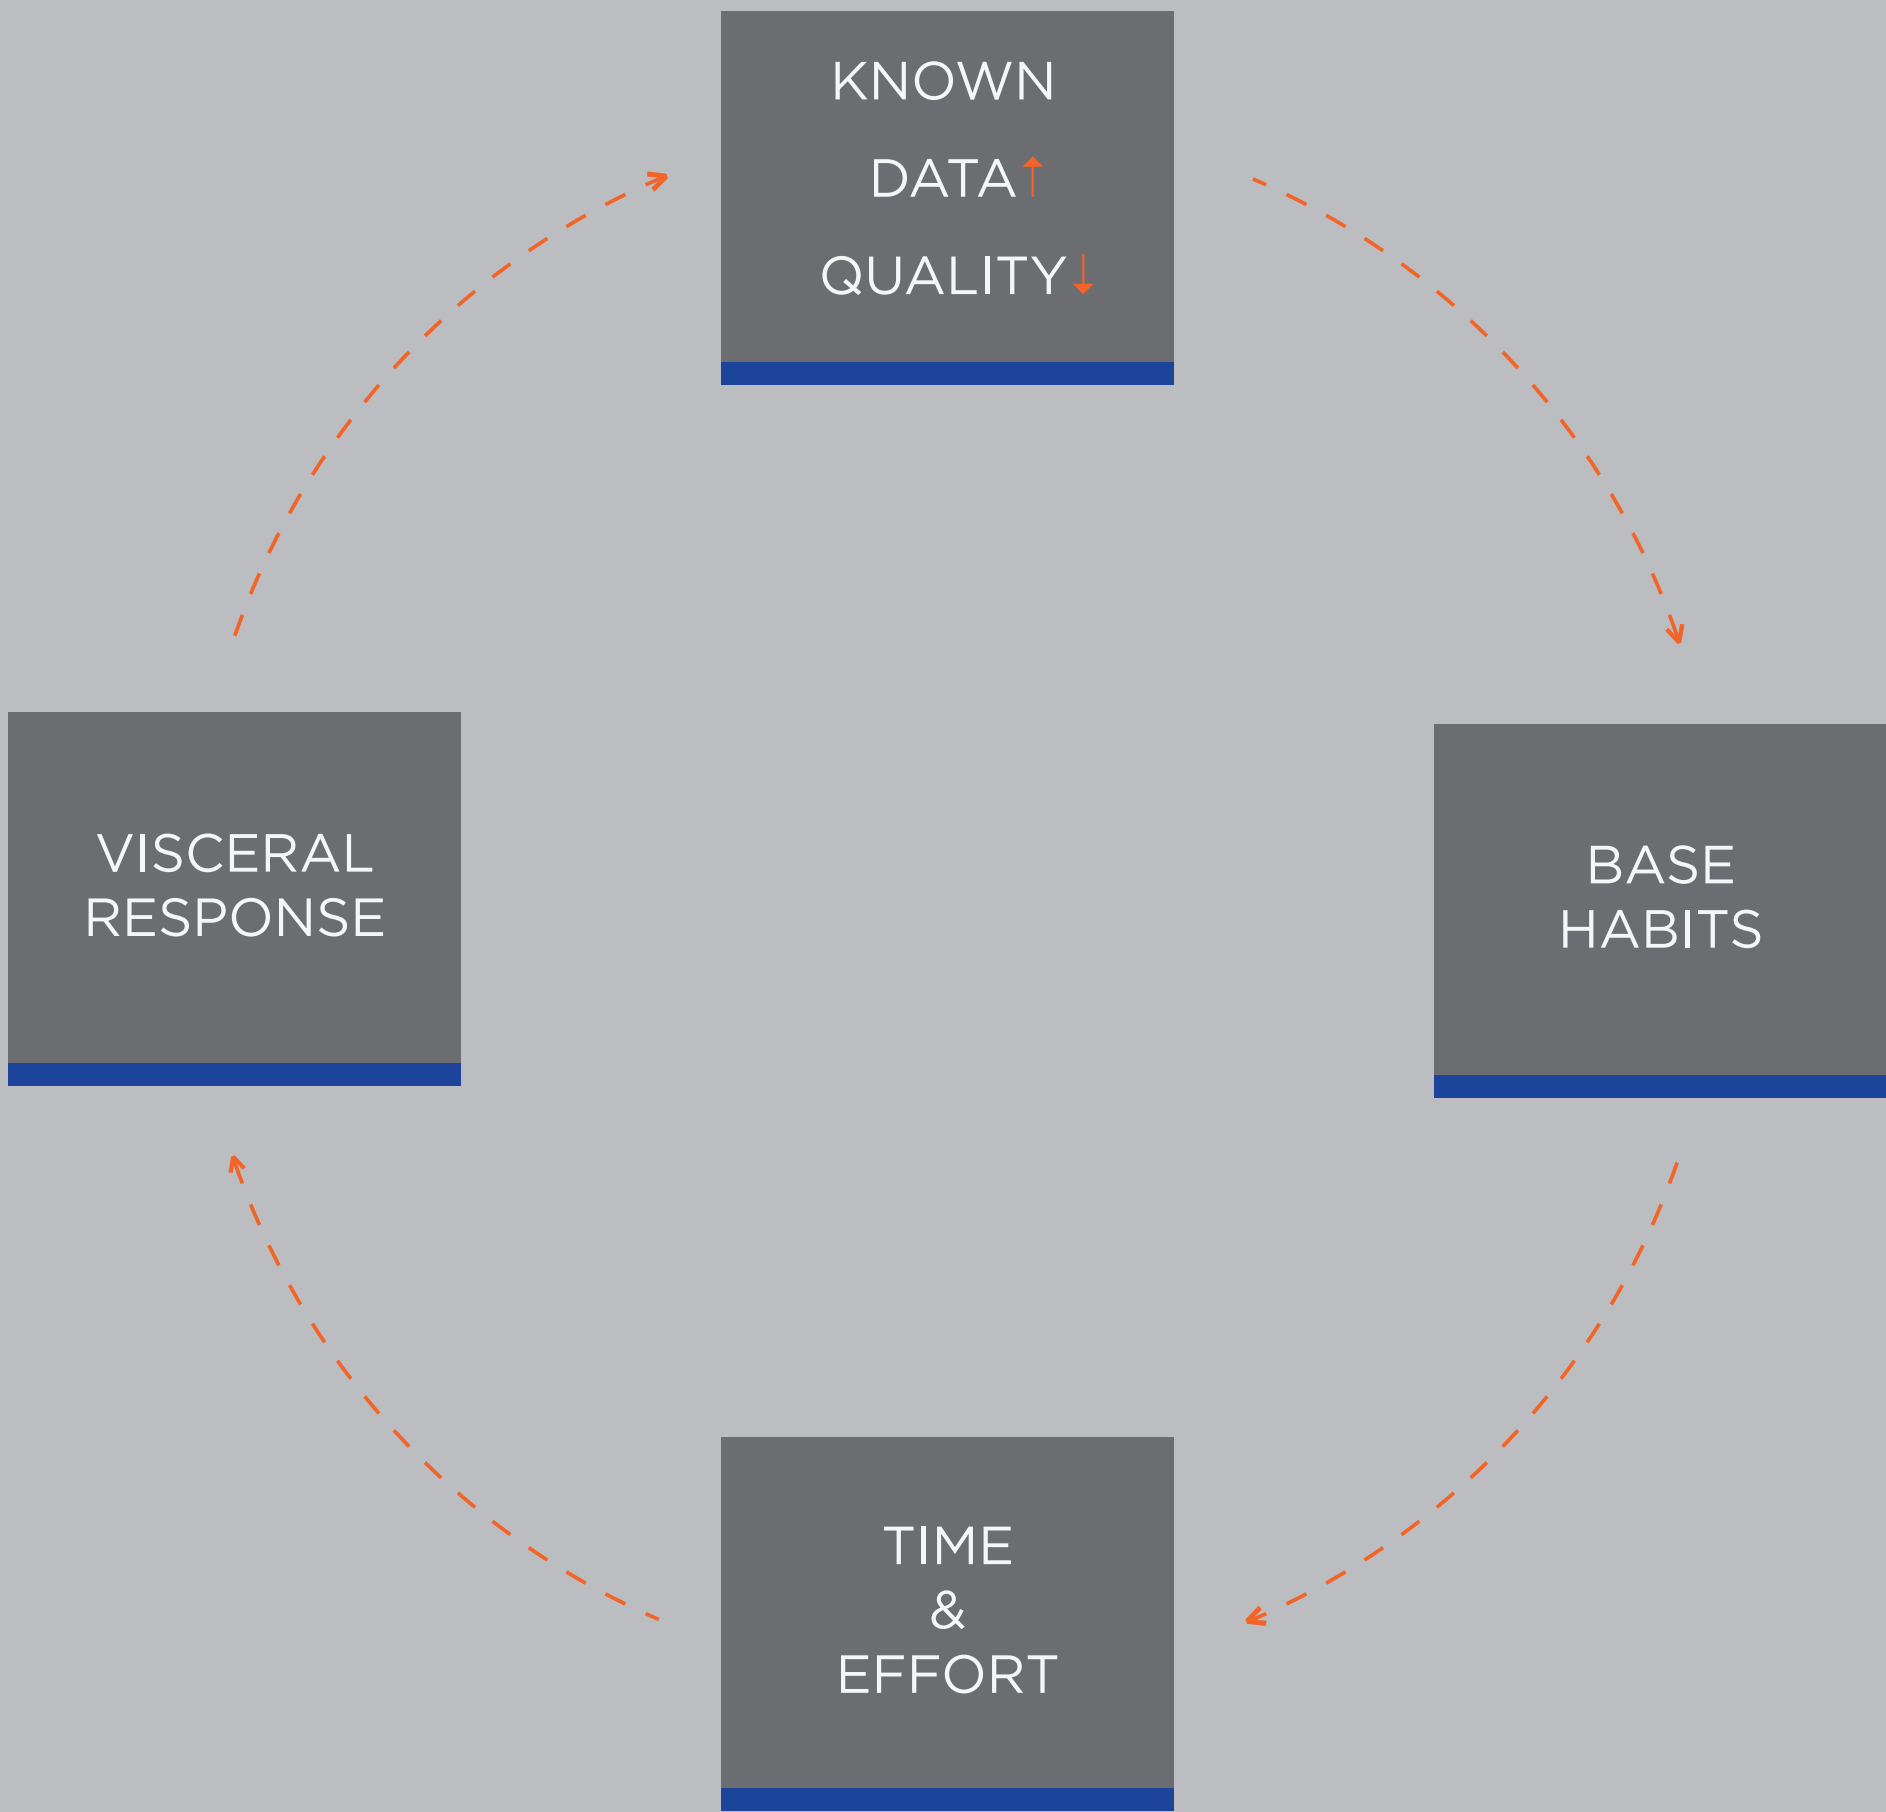 KNOWN
DATA↑
QUALITY↓
BASE
HABITS
TIME
&
EFFORT
VISCERAL
RESPONSE